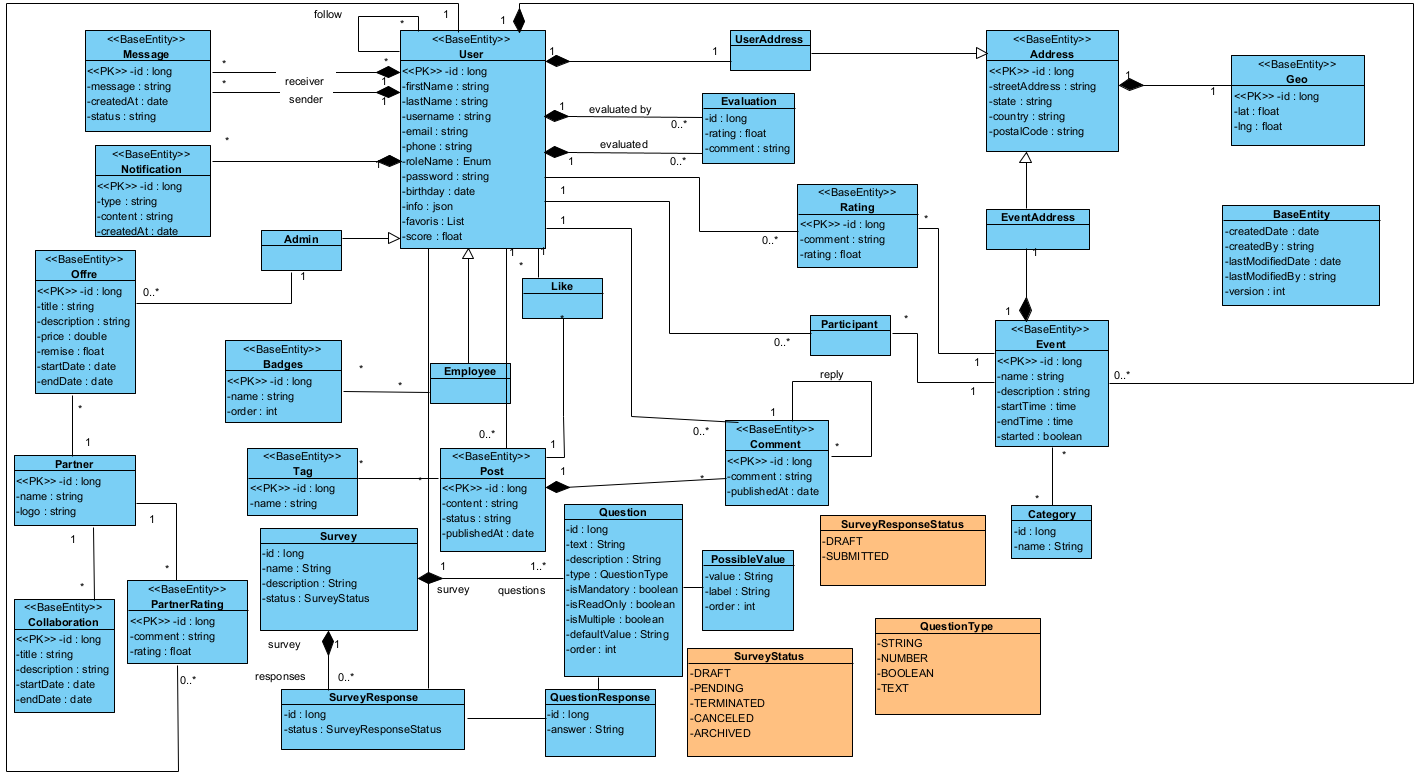 follow
*
1
1
<<BaseEntity>>
Message
<<PK>> -id : long
-message : string
-createdAt : date
-status : string
*
*
receiver
sender
*
1
1
<<BaseEntity>>
User
<<PK>> -id : long
-firstName : string
-lastName : string
-username : string
-email : string
-phone : string
-roleName : Enum
-password : string
-birthday : date
-info : json
-favoris : List
-score : float
1
1
UserAddress
<<BaseEntity>>
Address
<<PK>> -id : long
-streetAddress : string
-state : string
-country : string
-postalCode : string
1
1
<<BaseEntity>>
Geo
<<PK>> -id : long
-lat : float
-lng : float
1
evaluated by
0..*
evaluated
1
0..*
Evaluation
-id : long
-rating : float
-comment : string
<<BaseEntity>>
Notification
<<PK>> -id : long
-type : string
-content : string
-createdAt : date
*
1
1
1
0..*
<<BaseEntity>>
Rating
<<PK>> -id : long
-comment : string
-rating : float
*
1
EventAddress
1
1
BaseEntity
-createdDate : date
-createdBy : string
-lastModifiedDate : date
-lastModifiedBy : string
-version : int
Admin
1
0..*
<<BaseEntity>>
Offre
<<PK>> -id : long
-title : string
-description : string
-price : double
-remise : float
-startDate : date
-endDate : date
*
1
1
*
1
Like
*
1
Participant
0..*
*
1
<<BaseEntity>>
Event
<<PK>> -id : long
-name : string
-description : string
-startTime : time
-endTime : time
-started : boolean
0..*
*
*
<<BaseEntity>>
Badges
<<PK>> -id : long
-name : string
-order : int
*
*
Employee
reply
1
*
0..*
<<BaseEntity>>
Comment
<<PK>> -id : long
-comment : string
-publishedAt : date
0..*
<<BaseEntity>>
Post
<<PK>> -id : long
-content : string
-status : string
-publishedAt : date
1
*
<<BaseEntity>>
Tag
<<PK>> -id : long
-name : string
*
*
Partner
<<PK>> -id : long
-name : string
-logo : string
1
1
*
*
Category
-id : long
-name : String
Survey
-id : long
-name : String
-description : String
-status : SurveyStatus
1
survey
1..*
questions
Question
-id : long
-text : String
-description : String
-type : QuestionType
-isMandatory : boolean
-isReadOnly : boolean
-isMultiple : boolean
-defaultValue : String
-order : int
PossibleValue
-value : String
-label : String
-order : int
SurveyResponseStatus
-DRAFT
-SUBMITTED
<<BaseEntity>>
Collaboration
<<PK>> -id : long
-title : string
-description : string
-startDate : date
-endDate : date
<<BaseEntity>>
PartnerRating
<<PK>> -id : long
-comment : string
-rating : float
0..*
survey
1
responses
0..*
SurveyResponse
-id : long
-status : SurveyResponseStatus
QuestionResponse
-id : long
-answer : String
SurveyStatus
-DRAFT
-PENDING
-TERMINATED
-CANCELED
-ARCHIVED
QuestionType
-STRING
-NUMBER
-BOOLEAN
-TEXT